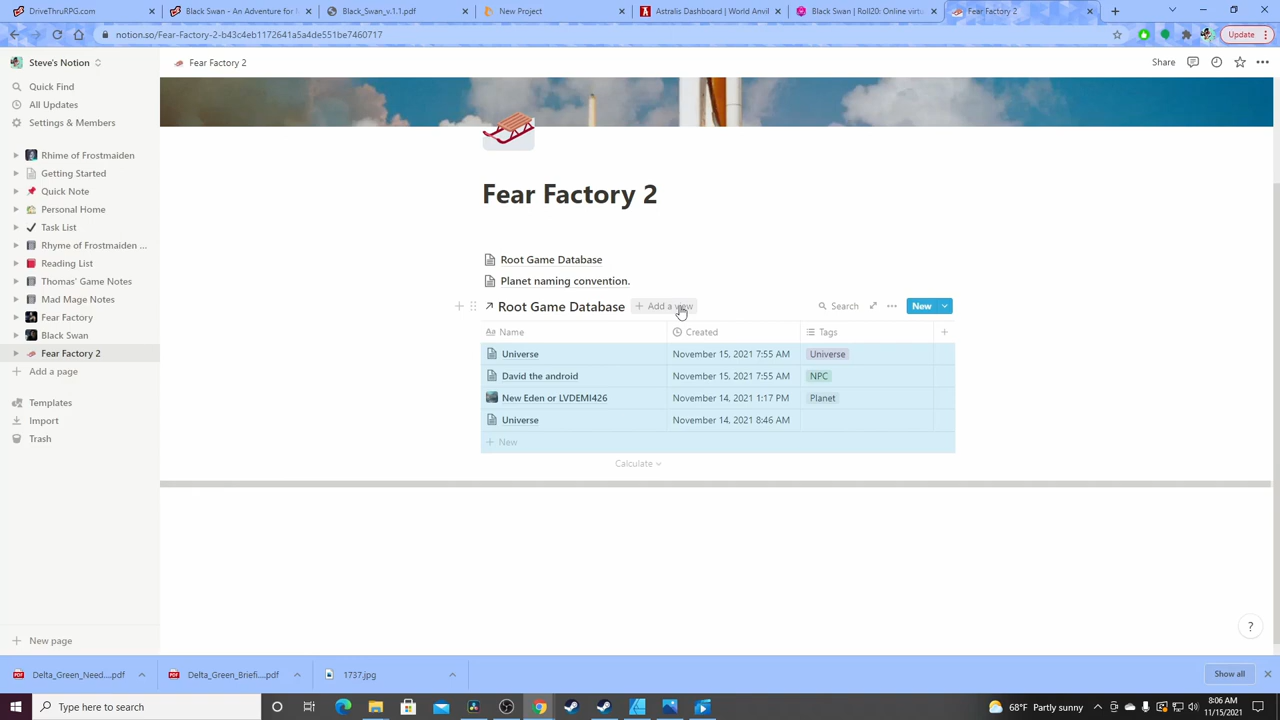 DriveThruRPG.com
Black Swan - An Adventure for
Black_Swan_v.1.1.pdf
New Project
Astralis Dashboard | World Anvil
Black Swan | Roll20: Online virtu
Fear Factory 2
notion.so/Fear-Factory-2-b43c4eb1172641a5a4de551be7460717
Update
Steve's Notion
Fear Factory 2
Share
Quick Find
All Updates
Settings & Members
Rhime of Frostmaiden
Getting Started
Quick Note
Personal Home
Task List
Rhyme of Frostmaiden ...
Reading List
Thomas' Game Notes
Mad Mage Notes
Fear Factory
Black Swan
Fear Factory 2
Add a page
Templates
Import
Trash
New page
Fear Factory 2
Root Game Database
Planet naming convention.
Root Game Database
Add a view
Search
New
Name
Created
Tags
Universe
November 15, 2021 7:55 AM
Universe
David the android
November 15, 2021 7:55 AM
NPC
New Eden or LVDEMI426
November 14, 2021 1:17 PM
Planet
Universe
November 14, 2021 8:46 AM
New
Calculate
?
Delta_Green_Need....pdf
Delta_Green_Briefi....pdf
1737.jpg
Show all
Type here to search
68°F Partly sunny
8:06 AM
11/15/2021